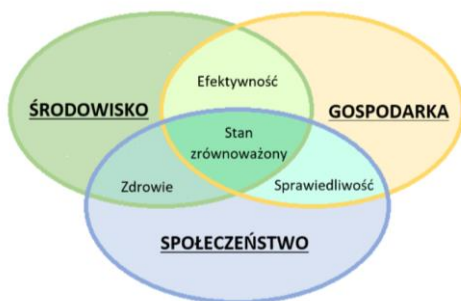 Efektywność
ŚRODOWISKO
GOSPODARKA
Stan
zrównoważony
Zdrowie
Sprawiedliwość
SPOŁECZEŃSTWO